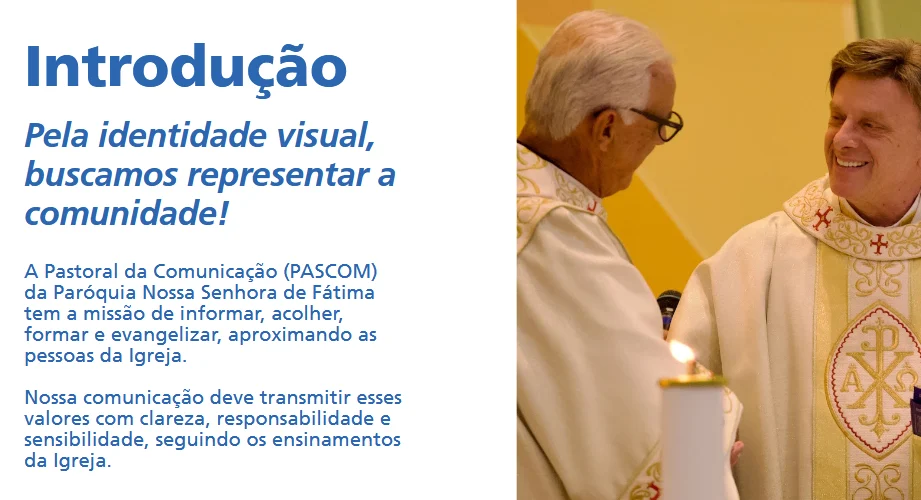 Introdução
Pela identidade visual,
buscamos representar a
comunidade!
A Pastoral da Comunicação (PASCOM)
da Paróquia Nossa Senhora de Fátima
tem a missão de informar, acolher,
formar e evangelizar, aproximando as
pessoas da Igreja.
Nossa comunicação deve transmitir esses
valores com clareza, responsabilidade e
sensibilidade, seguindo os ensinamentos
da Igreja.
Α Ω